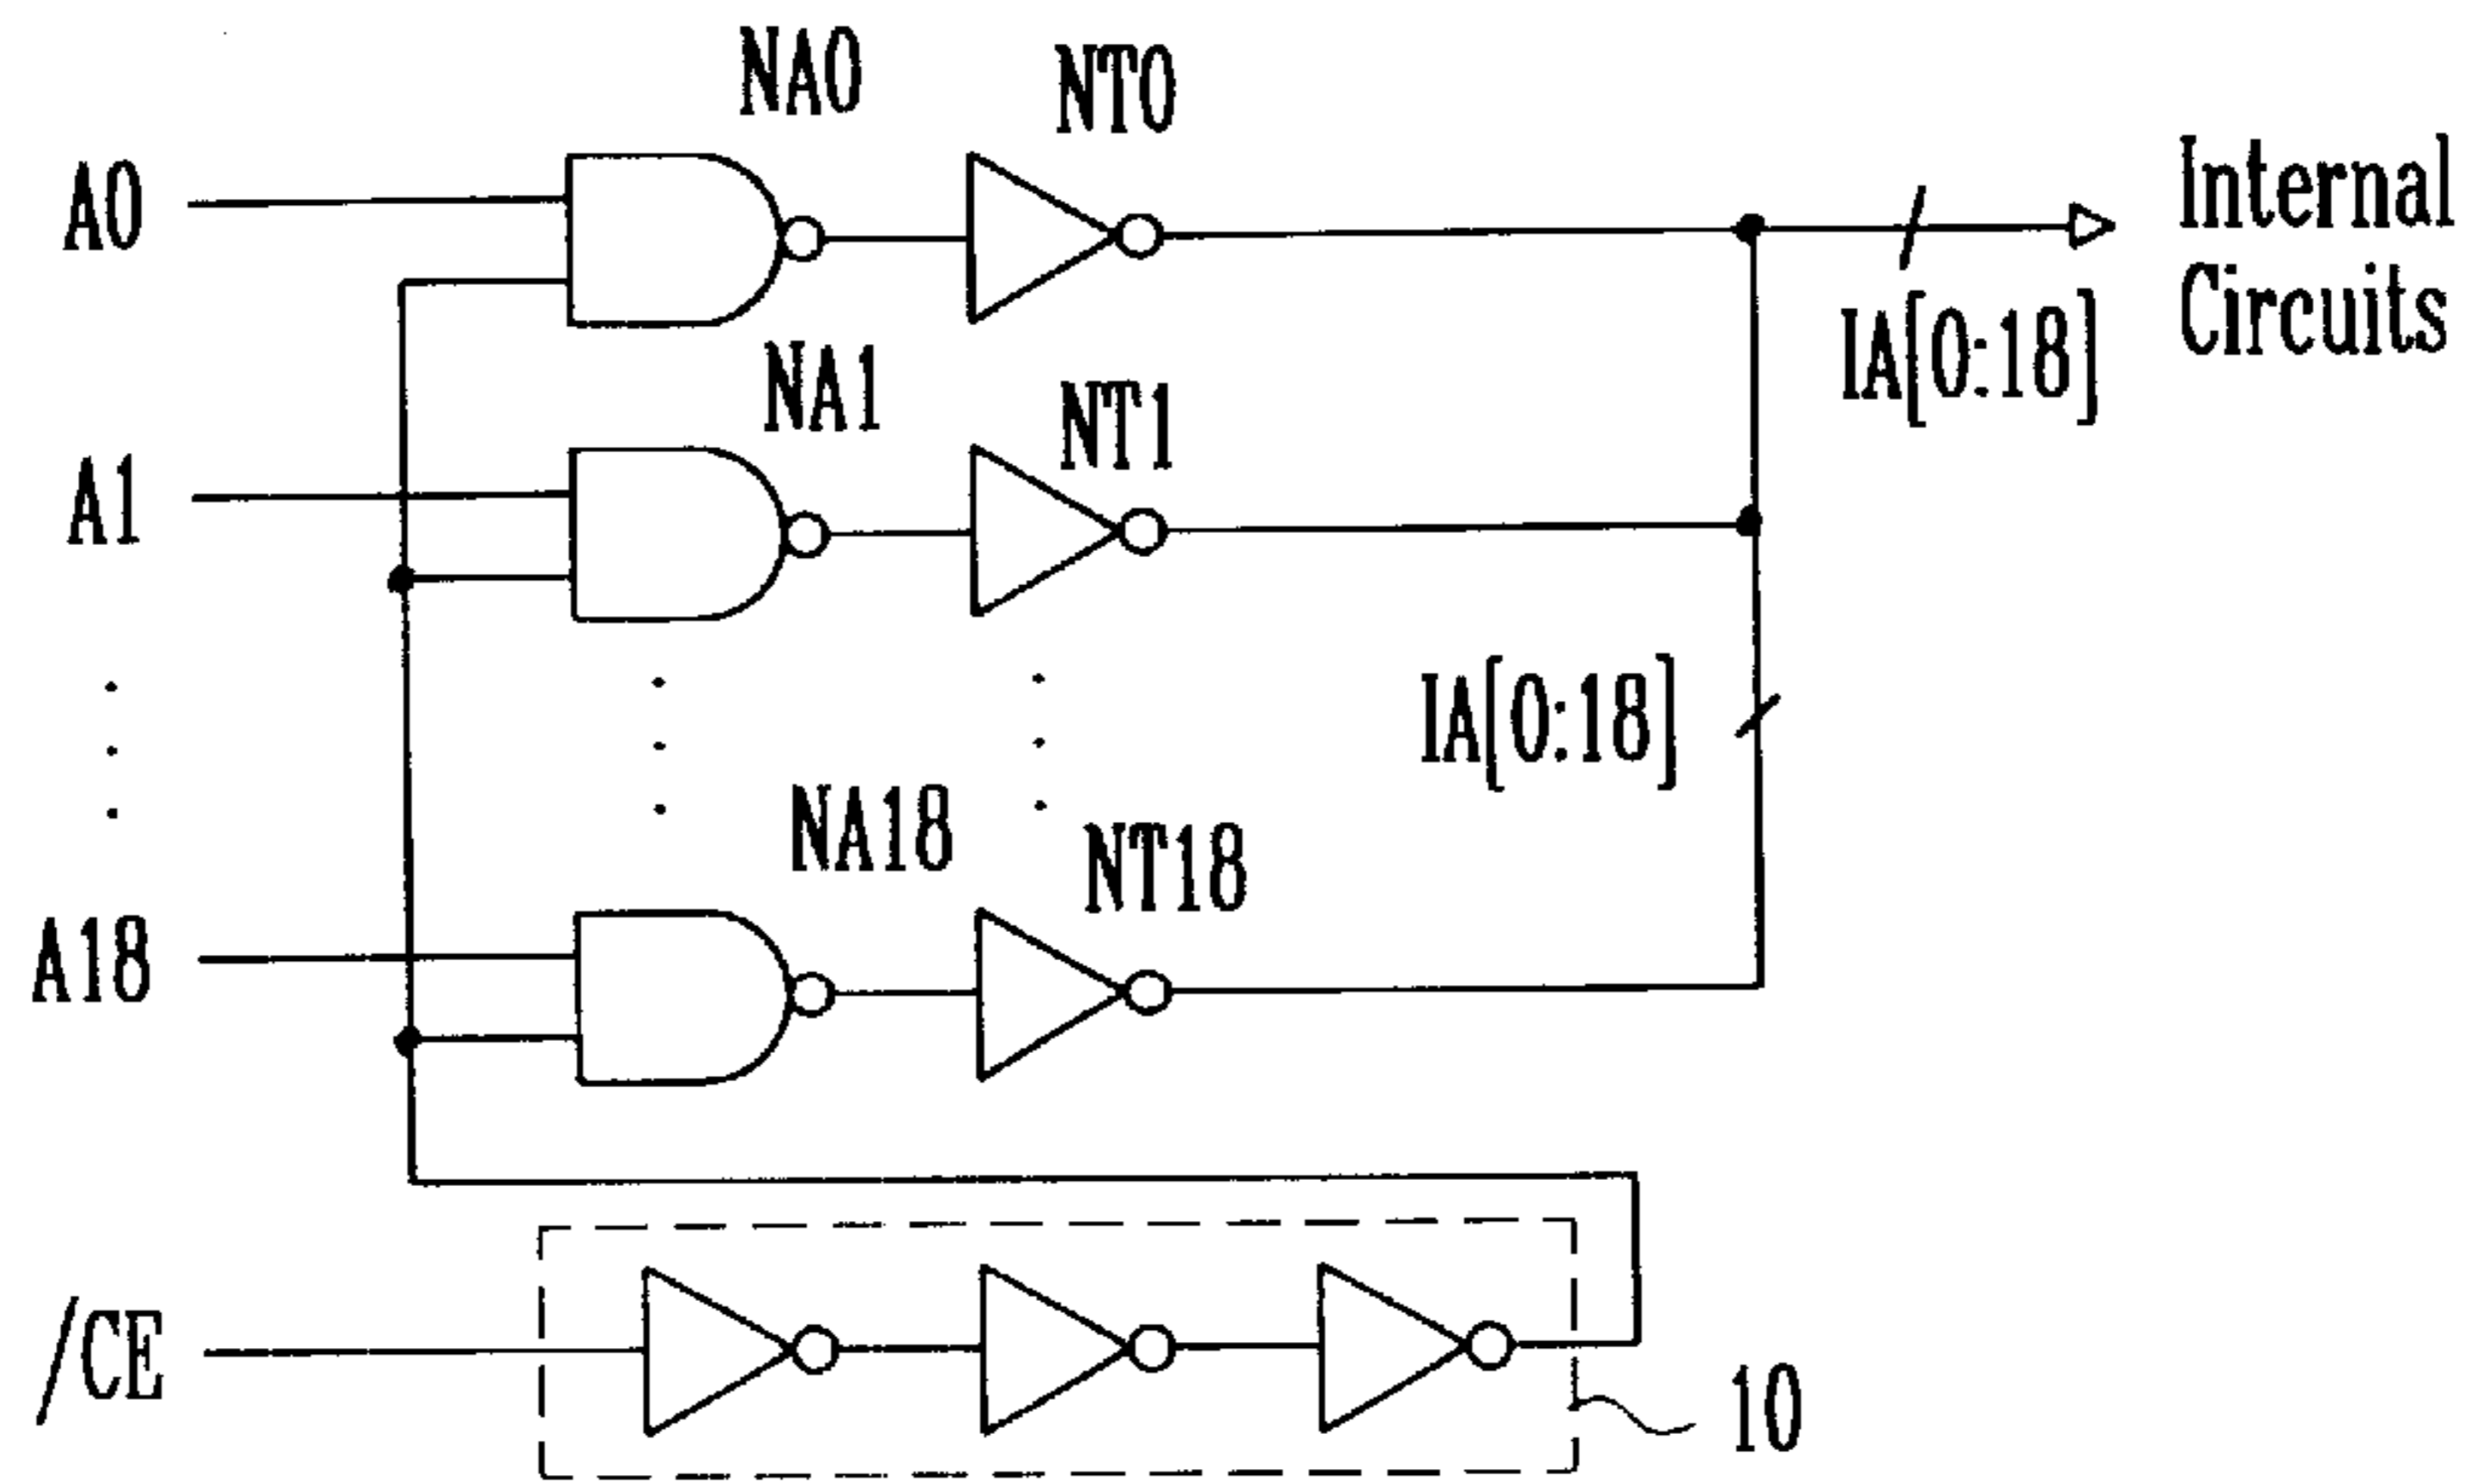 NA0
NT0
A0
Internal
Circuits
IA[0:18]
NA1
NT1
A1
IA[0:18]
NA18
NT18
A18
/CE
10